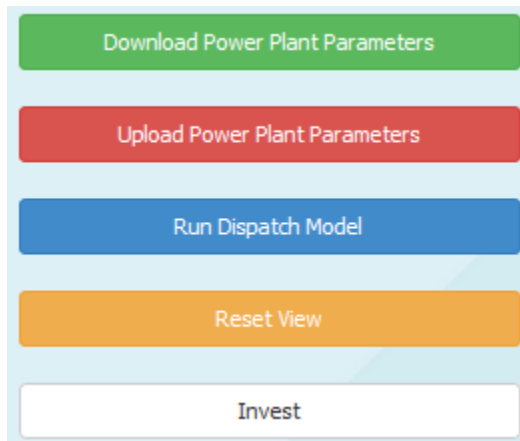 Download Power Plant Parameters
Upload Power Plant Parameters
Run Dispatch Model
Reset View
Invest